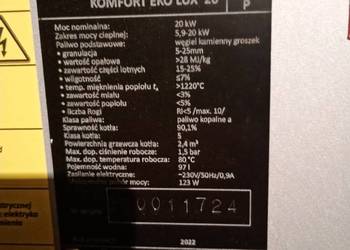 KOMFORT EKO LUX 20 P
Moc nominalna: 20 kW
Zakres mocy cieplnej: 5,9-20 kW
Paliwo podstawowe: węgiel kamienny groszek
• granulacja 5-25mm
• wartość opałowa >28 MJ/kg
• zawartość części lotnych 15-25%
• wilgotność ≤7%
• temp. mięknienia popiołu t >1220°C
• zawartość miału <3%
• zawartość popiołu <5%
• liczba Rogi RI<5 /max. 10/
Klasa paliwa: paliwo kopalne a
Sprawność kotła: 90,1%
Klasa kotła: 5
Powierzchnia grzewcza kotła: 2,4 m²
Max. dop. ciśnienie robocze: 1,5 bar
Max. dop. temperatura robocza: 80 °C
Pojemność wodna: 97 l
Zasilanie elektryczne: ~230V/50Hz/0,9A
pobór mocy: 123 W
0011724
2022
trycznej
elektryko